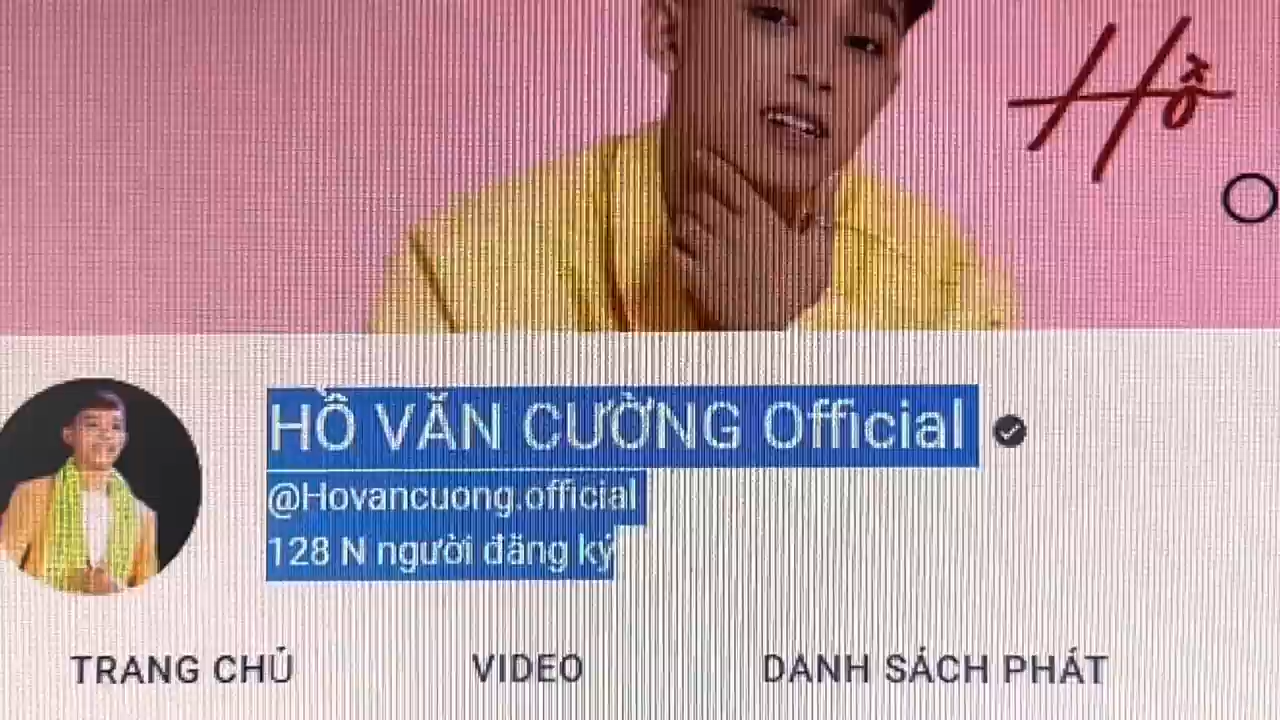 Hồ
HỒ VĂN CƯỜNG Official
@Hovancuong.official
128 N người đăng ký
TRANG CHỦ
VIDEO
DANH SÁCH PHÁT